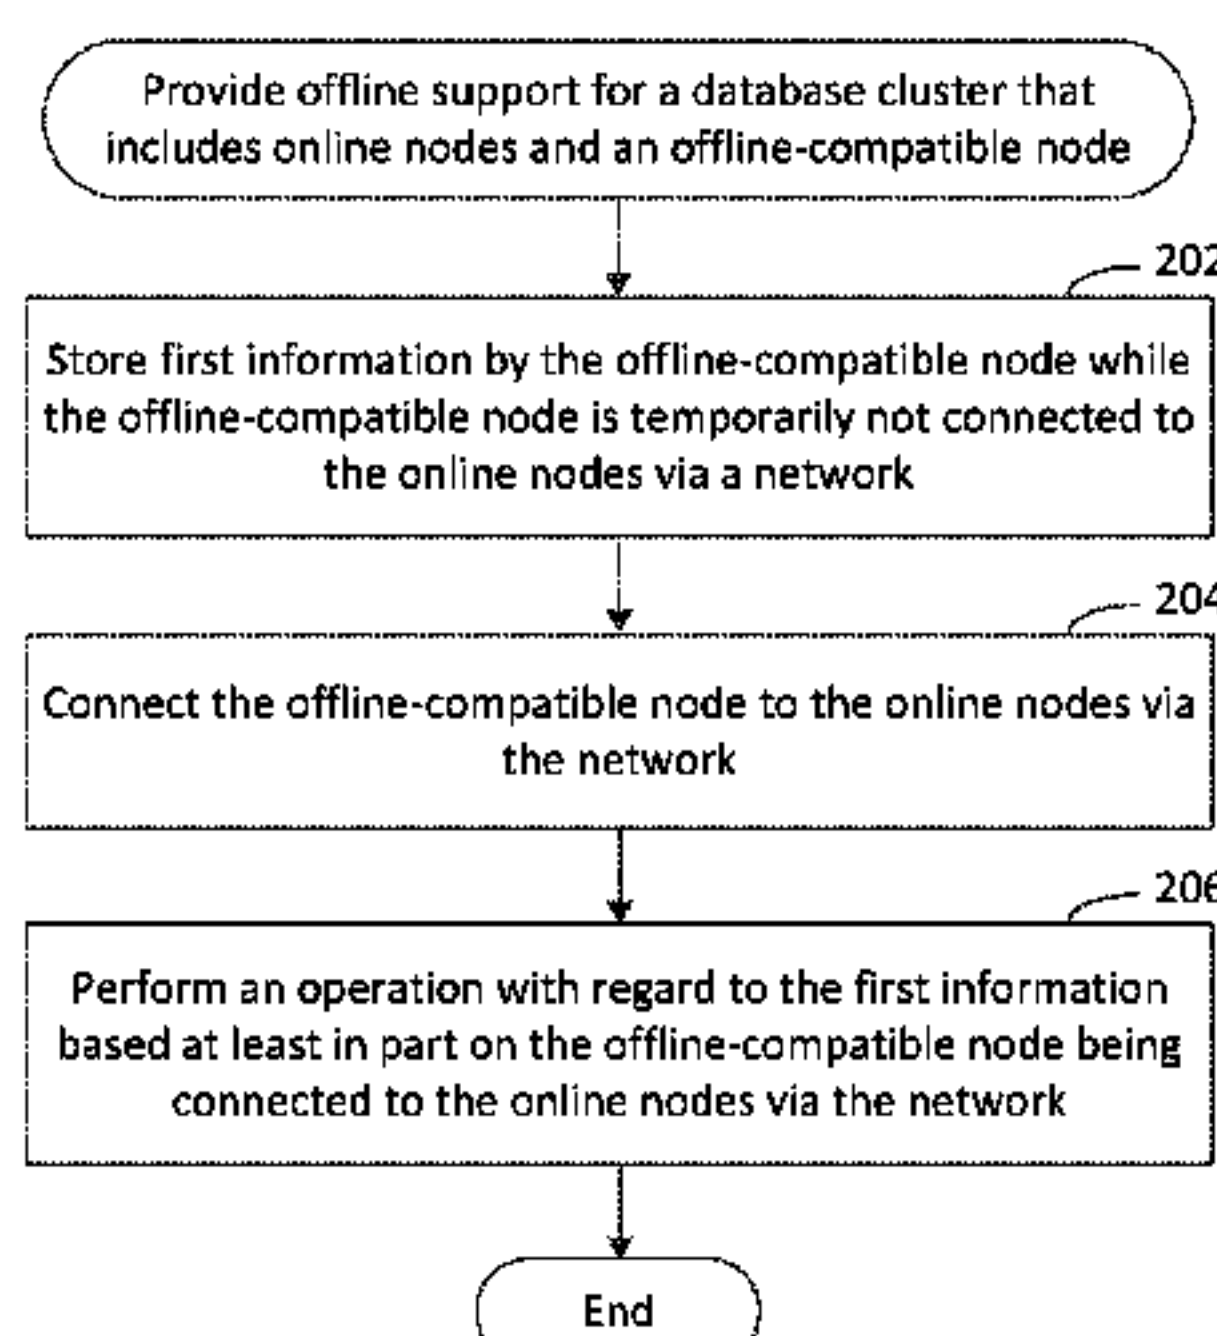 Provide offline support for a database cluster that
includes online nodes and an offline-compatible node
202
Store first information by the offline-compatible node while
the offline-compatible node is temporarily not connected to
the online nodes via a network
204
Connect the offline-compatible node to the online nodes via
the network
206
Perform an operation with regard to the first information
based at least in part on the offline-compatible node being
connected to the online nodes via the network
End